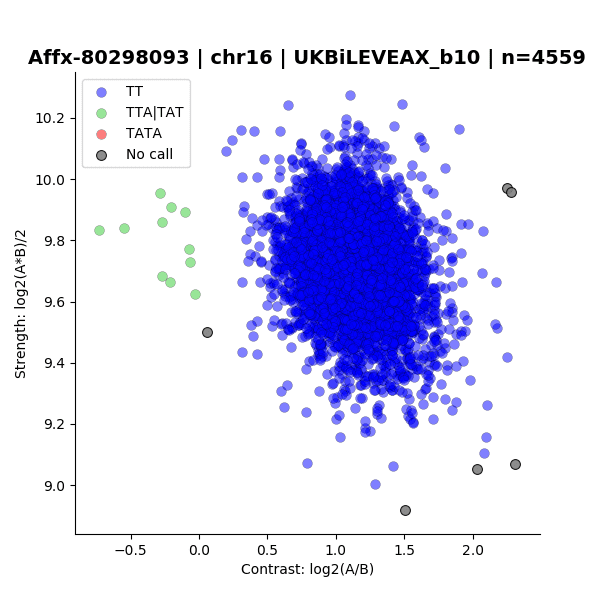 Affx-80298093 | chr16 | UKBiLEVEAX_b10 | n=4559
TT
TTA|TAT
TATA
No call
Strength: log2(A*B)/2
10.2
10.0
9.8
9.6
9.4
9.2
9.0
−0.5
0.0
0.5
1.0
1.5
2.0
Contrast: log2(A/B)